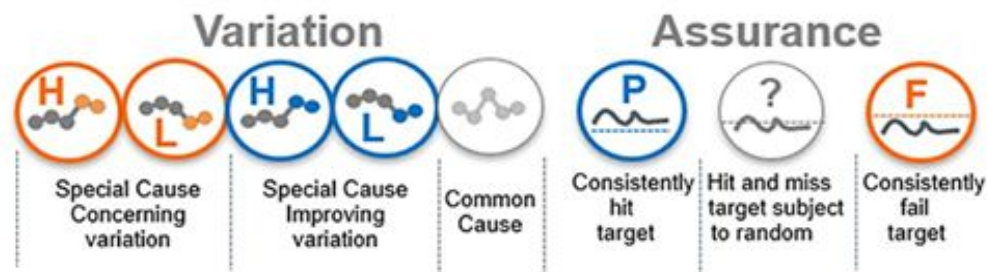 Variation
Assurance
H
L
H
L
P
?
F
Special Cause
Concerning
variation
Special Cause
Improving
variation
Common
Cause
Consistently
hit
target
Hit and miss
target subject
to random
Consistently
fail
target